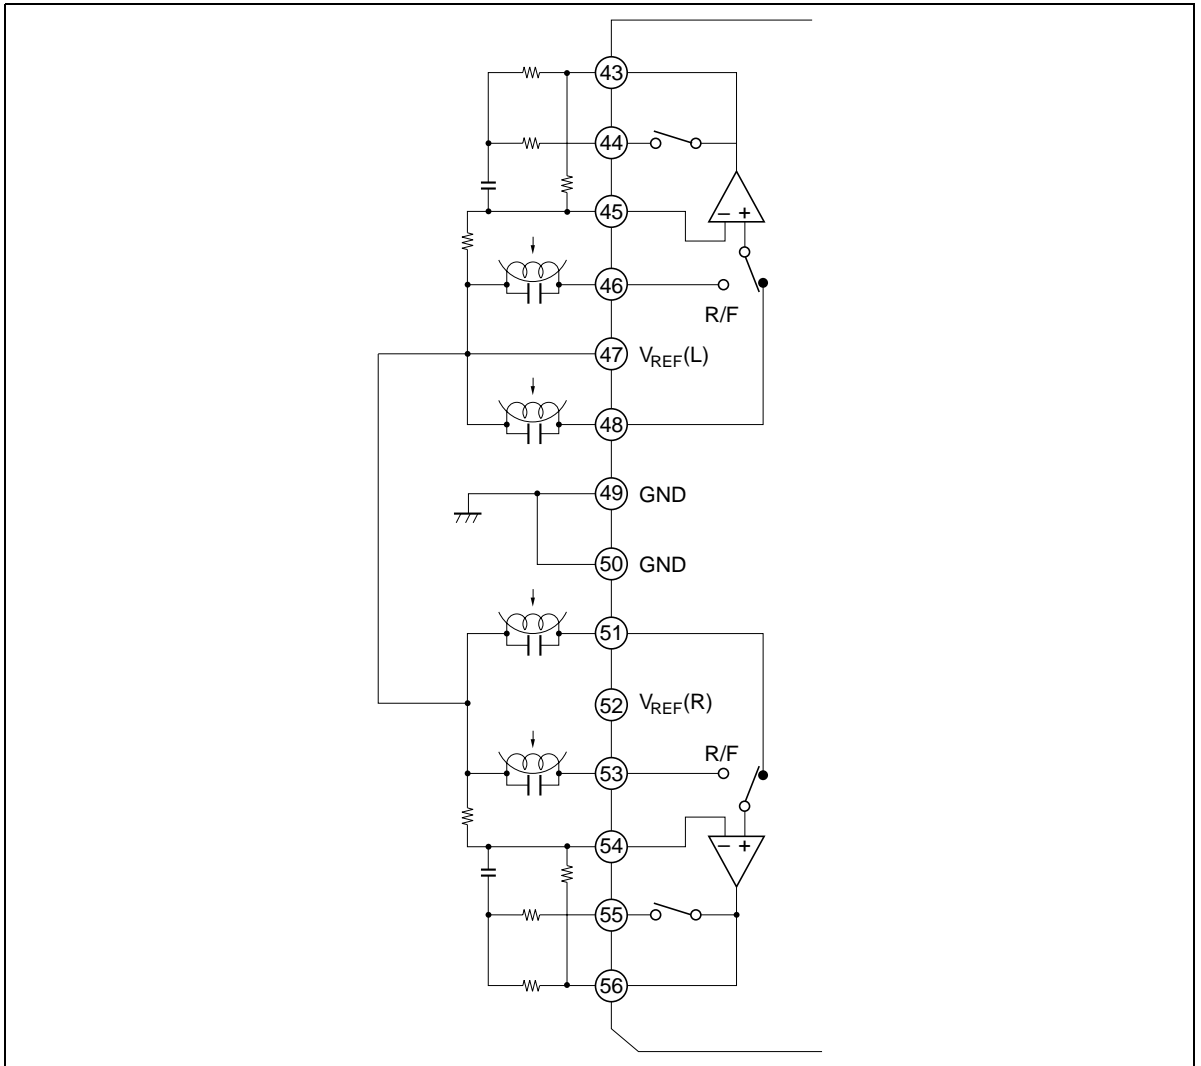 43
44
− +
45
46
R/F
47 VREF(L)
48
49 GND
50 GND
51
52 VREF(R)
R/F
53
54
− +
55
56